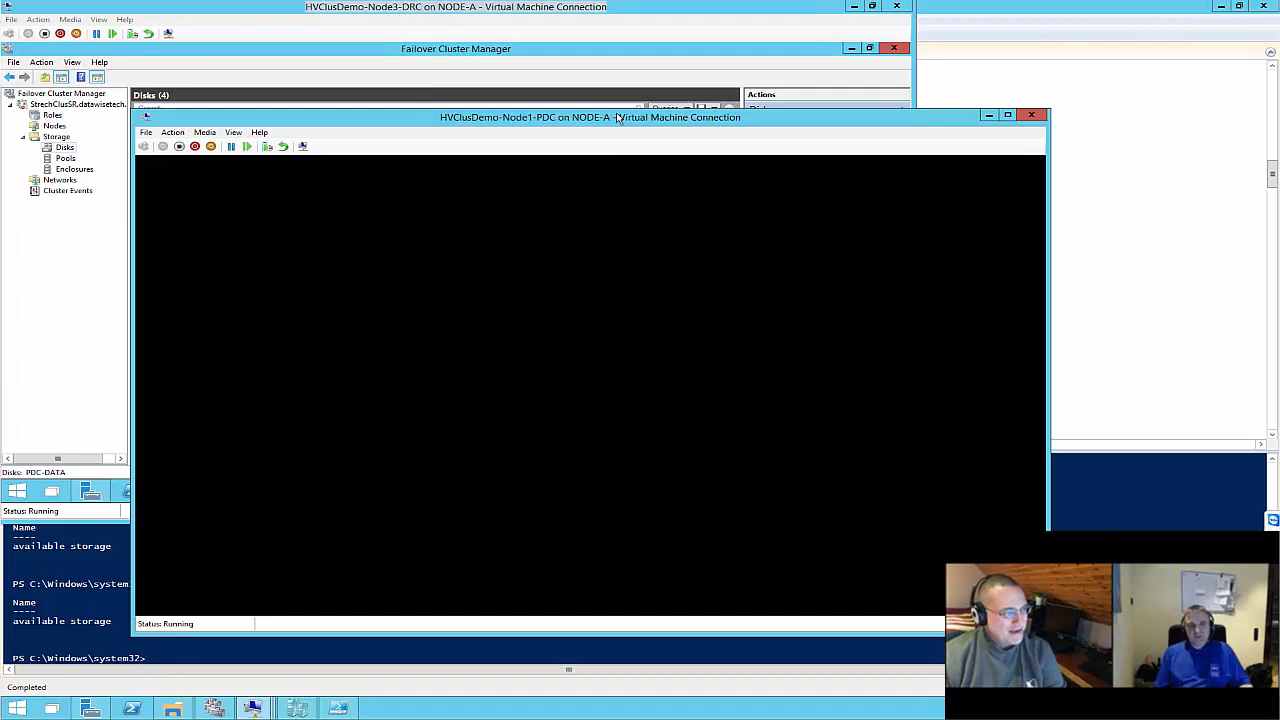 HVClusDemo-Node3-DRC on NODE-A - Virtual Machine Connection
File Action Media View Help
Failover Cluster Manager
File Action View Help
Failover Cluster Manager
StrechClusSR.datawisetech.
Roles
Nodes
Storage
Disks
Pools
Enclosures
Networks
Cluster Events
Disks (4)
Actions
HVClusDemo-Node1-PDC on NODE-A - Virtual Machine Connection
File Action Media View Help
Disks: PDC-DATA
Status: Running
Name
----
available storage
PS C:\Windows\system
Name
----
available storage
Status: Running
PS C:\Windows\system32>
Completed